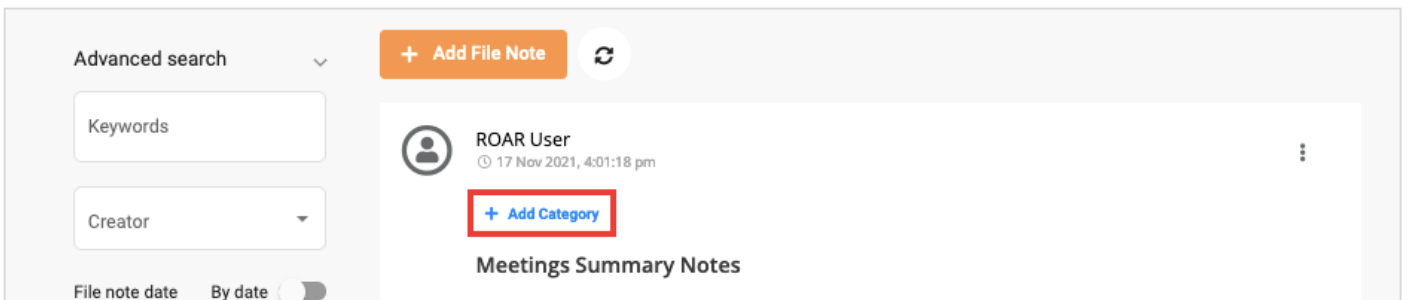 Advanced search
Keywords
Creator
File note date By date
+ Add File Note
ROAR User
17 Nov 2021, 4:01:18 pm
+ Add Category
Meetings Summary Notes